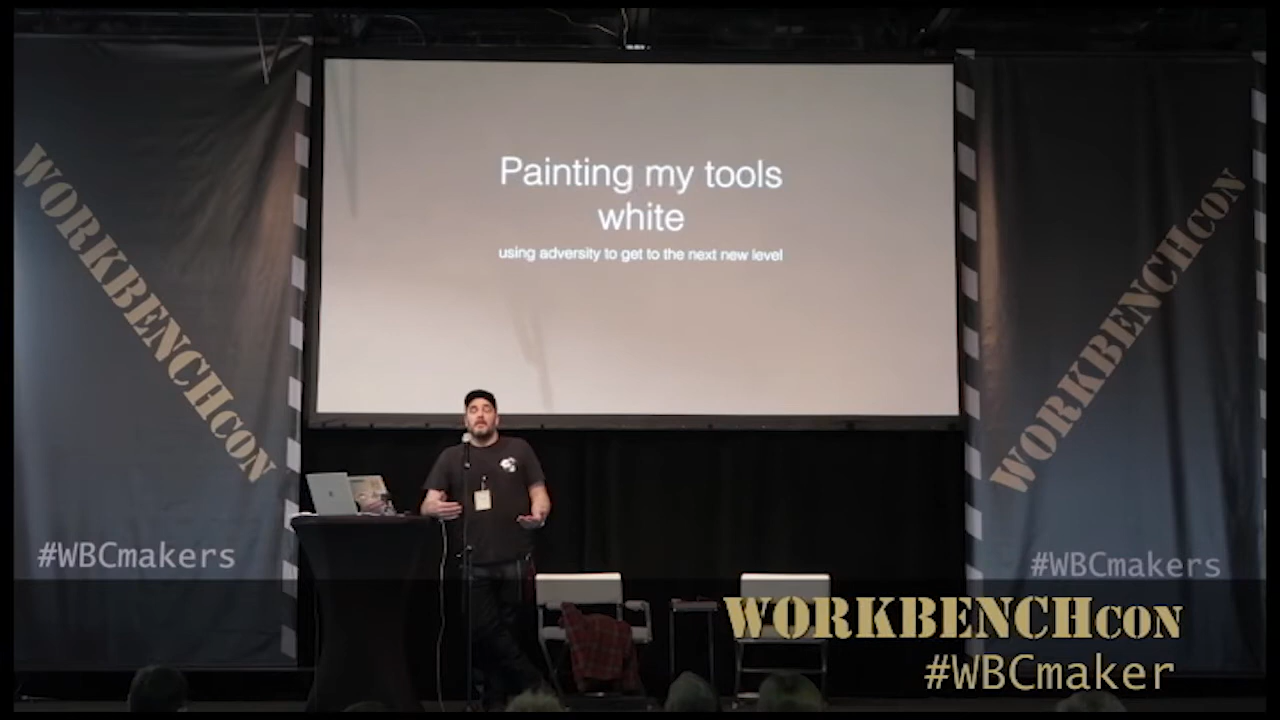 Painting my tools
white
using adversity to get to the next new level
WORKBENCHCON
WORKBENCHCON
#WBCmakers
#WBCmakers
WORKBENCHCON
#WBCmaker